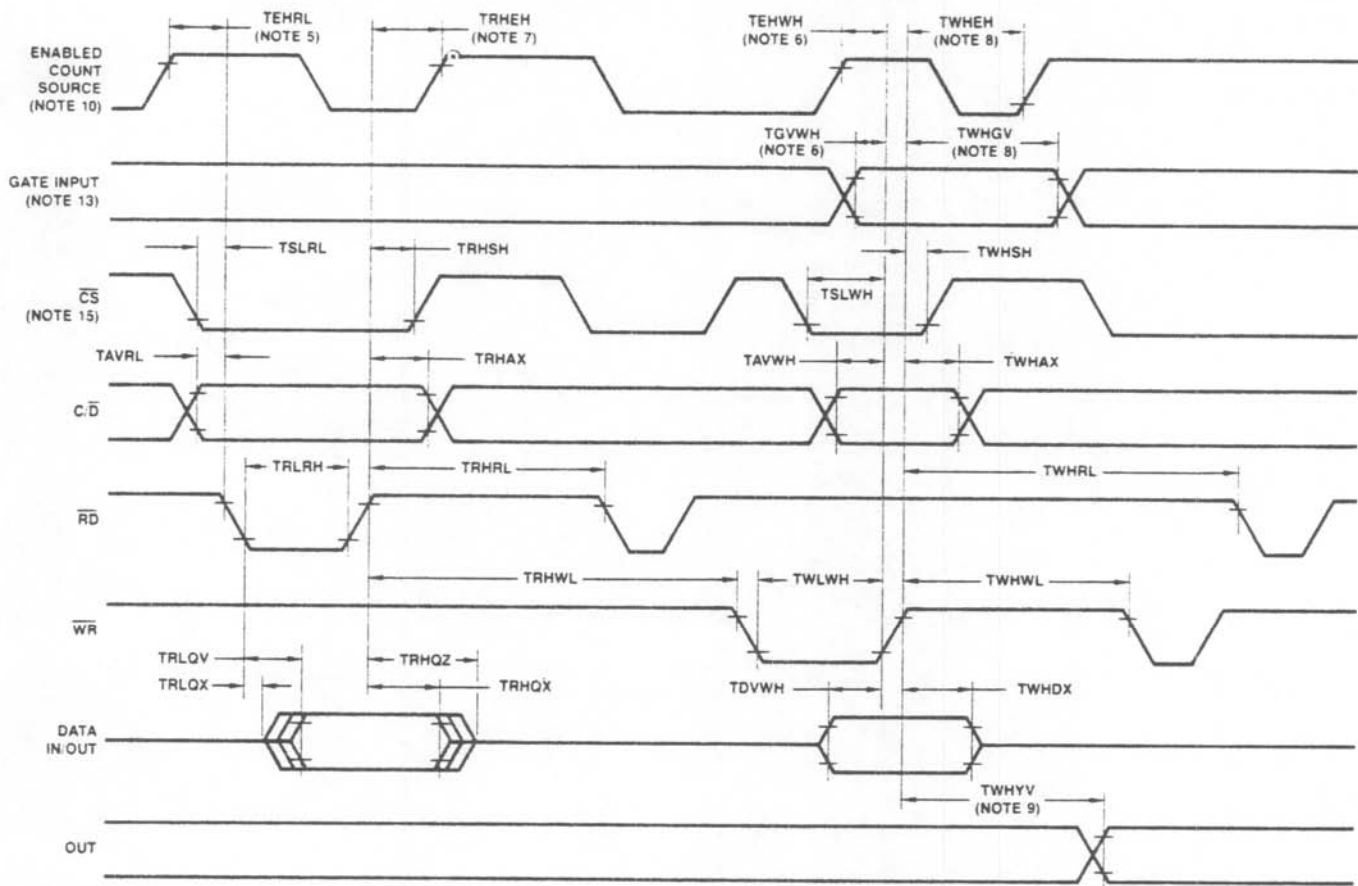 TEHRL
(NOTE 5)
TRHEH
(NOTE 7)
TEHWH
(NOTE 6)
TWHEH
(NOTE 8)
ENABLED
COUNT
SOURCE
(NOTE 10)
TGVWH
(NOTE 6)
TWHGV
(NOTE 8)
GATE INPUT
(NOTE 13)
TSLRL
TRHSH
TWHSH
TSLWH
CS
(NOTE 15)
TAVRL
TRHAX
TAVWH
TWHAX
C/D
TRLRH
TRHRL
TWHRL
RD
TRHWL
TWLWH
TWHWL
WR
TRLQV
TRHQZ
TRLQX
TRHQX
TDVWH
TWHDX
DATA
IN/OUT
TWHYV
(NOTE 9)
OUT